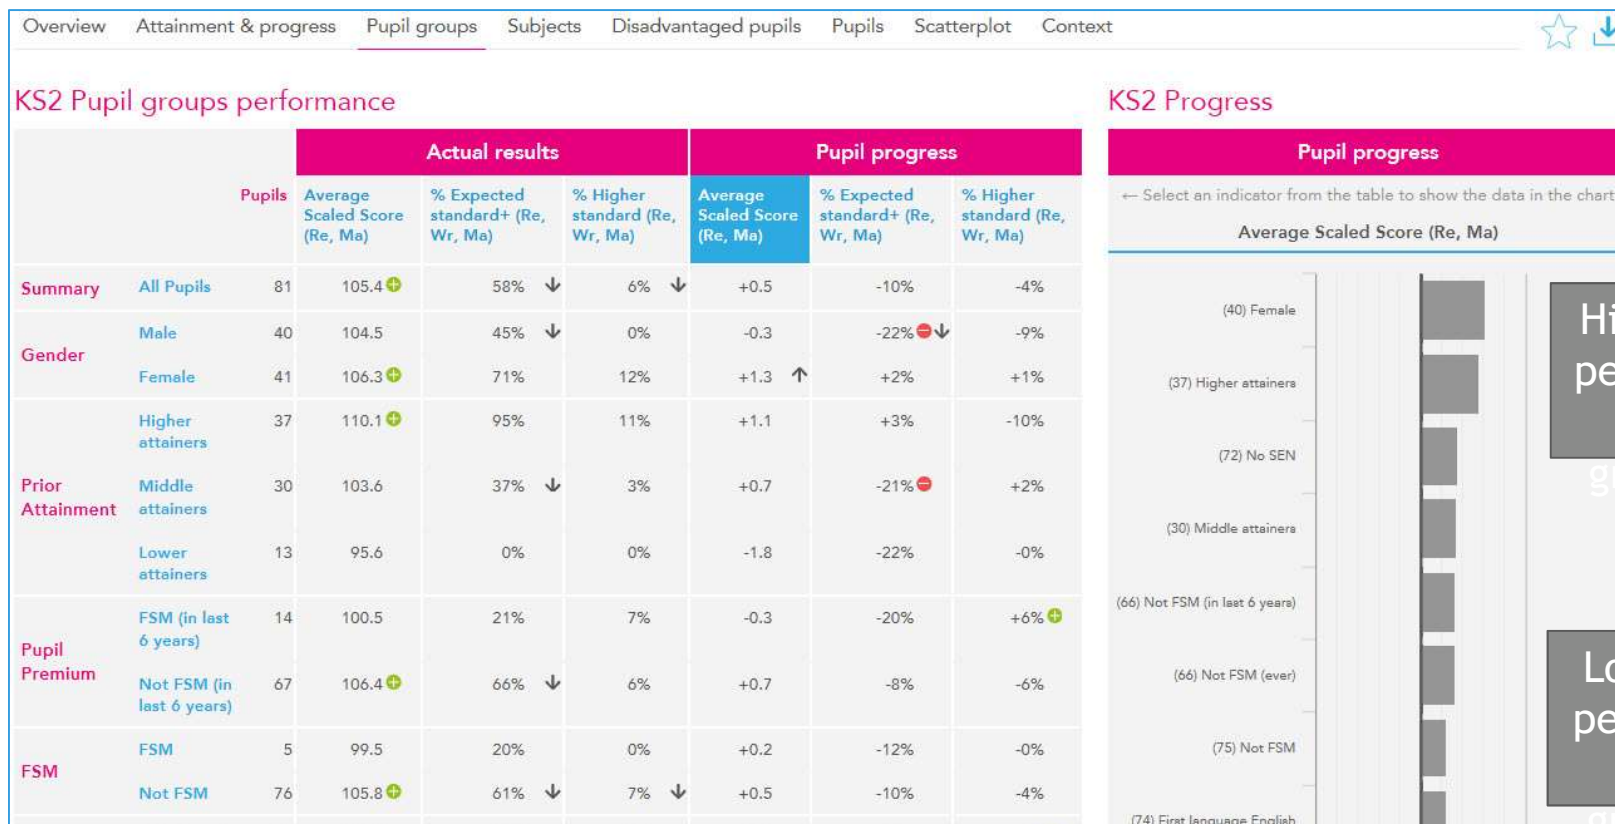 Overview Attainment & progress Pupil groups Subjects Disadvantaged pupils Pupils Scatterplot Context
KS2 Pupil groups performance
Actual results Pupil progress
Pupils Average Scaled Score (Re, Ma) % Expected standard+ (Re, Wr, Ma) % Higher standard (Re, Wr, Ma) Average Scaled Score (Re, Ma) % Expected standard+ (Re, Wr, Ma) % Higher standard (Re, Wr, Ma)
Summary All Pupils 81 105.4 58% 6% +0.5 -10% -4%
Gender
Male 40 104.5 45% 0% -0.3 -22% -9%
Female 41 106.3 71% 12% +1.3 +2% +1%
Prior Attainment
Higher attainers 37 110.1 95% 11% +1.1 +3% -10%
Middle attainers 30 103.6 37% 3% +0.7 -21% +2%
Lower attainers 13 95.6 0% 0% -1.8 -22% -0%
Pupil Premium
FSM (in last 6 years) 14 100.5 21% 7% -0.3 -20% +6%
Not FSM (in last 6 years) 67 106.4 66% 6% +0.7 -8% -6%
FSM
FSM 5 99.5 20% 0% +0.2 -12% -0%
Not FSM 76 105.8 61% 7% +0.5 -10% -4%
KS2 Progress
Pupil progress
← Select an indicator from the table to show the data in the chart
Average Scaled Score (Re, Ma)
(40) Female
(37) Higher attainers
(72) No SEN
(30) Middle attainers
(66) Not FSM (in last 6 years)
(66) Not FSM (ever)
(75) Not FSM
(74) First language English